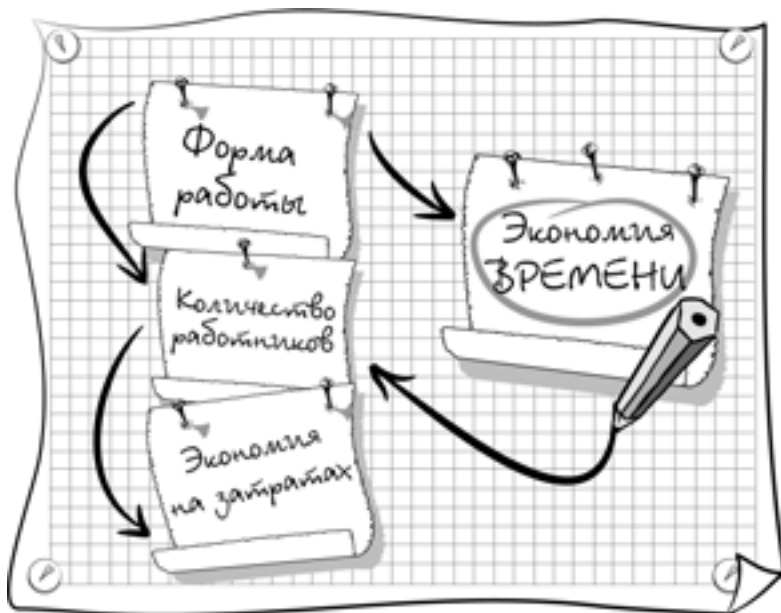 Форма
работы
Экономия
ВРЕМЕНИ
Количество
работников
Экономия
на затратах